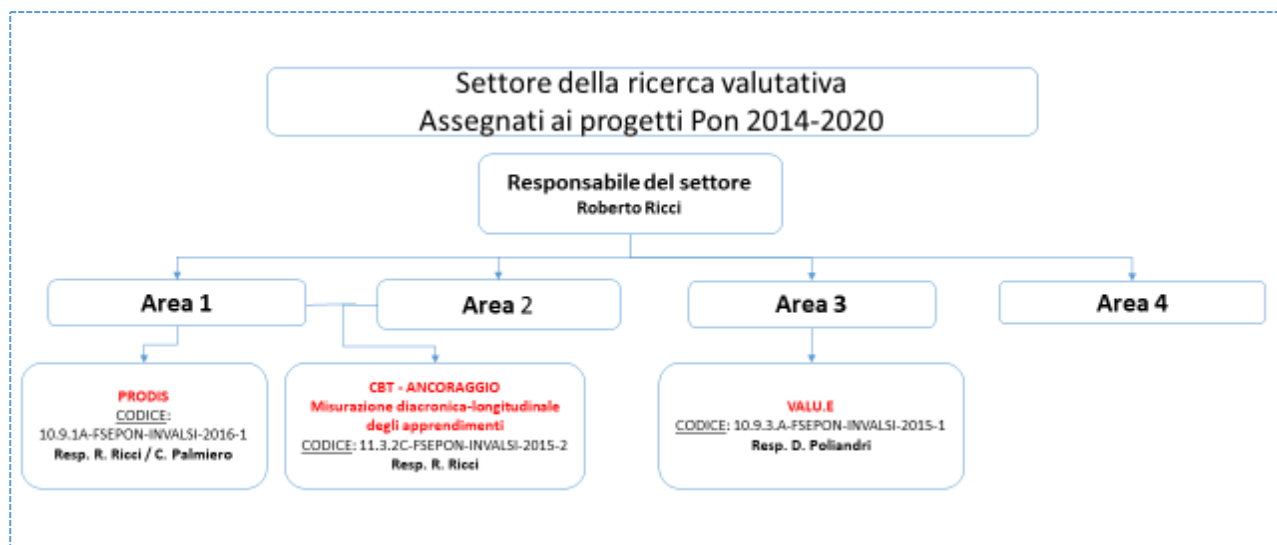 Settore della ricerca valutativa
Assegnati ai progetti Pon 2014-2020
Responsabile del settore
Roberto Ricci
Area 1
Area 2
Area 3
Area 4
PRODIS
CODICE:
10.9.1A-FSEPON-INVALSI-2016-1
Resp. R. Ricci / C. Palmiero
CBT - ANCORAGGIO
Misurazione diacronica-longitudinale
degli apprendimenti
CODICE: 11.3.2C-FSEPON-INVALSI-2015-2
Resp. R. Ricci
VALU.E
CODICE: 10.9.3.A-FSEPON-INVALSI-2015-1
Resp. D. Poliandri